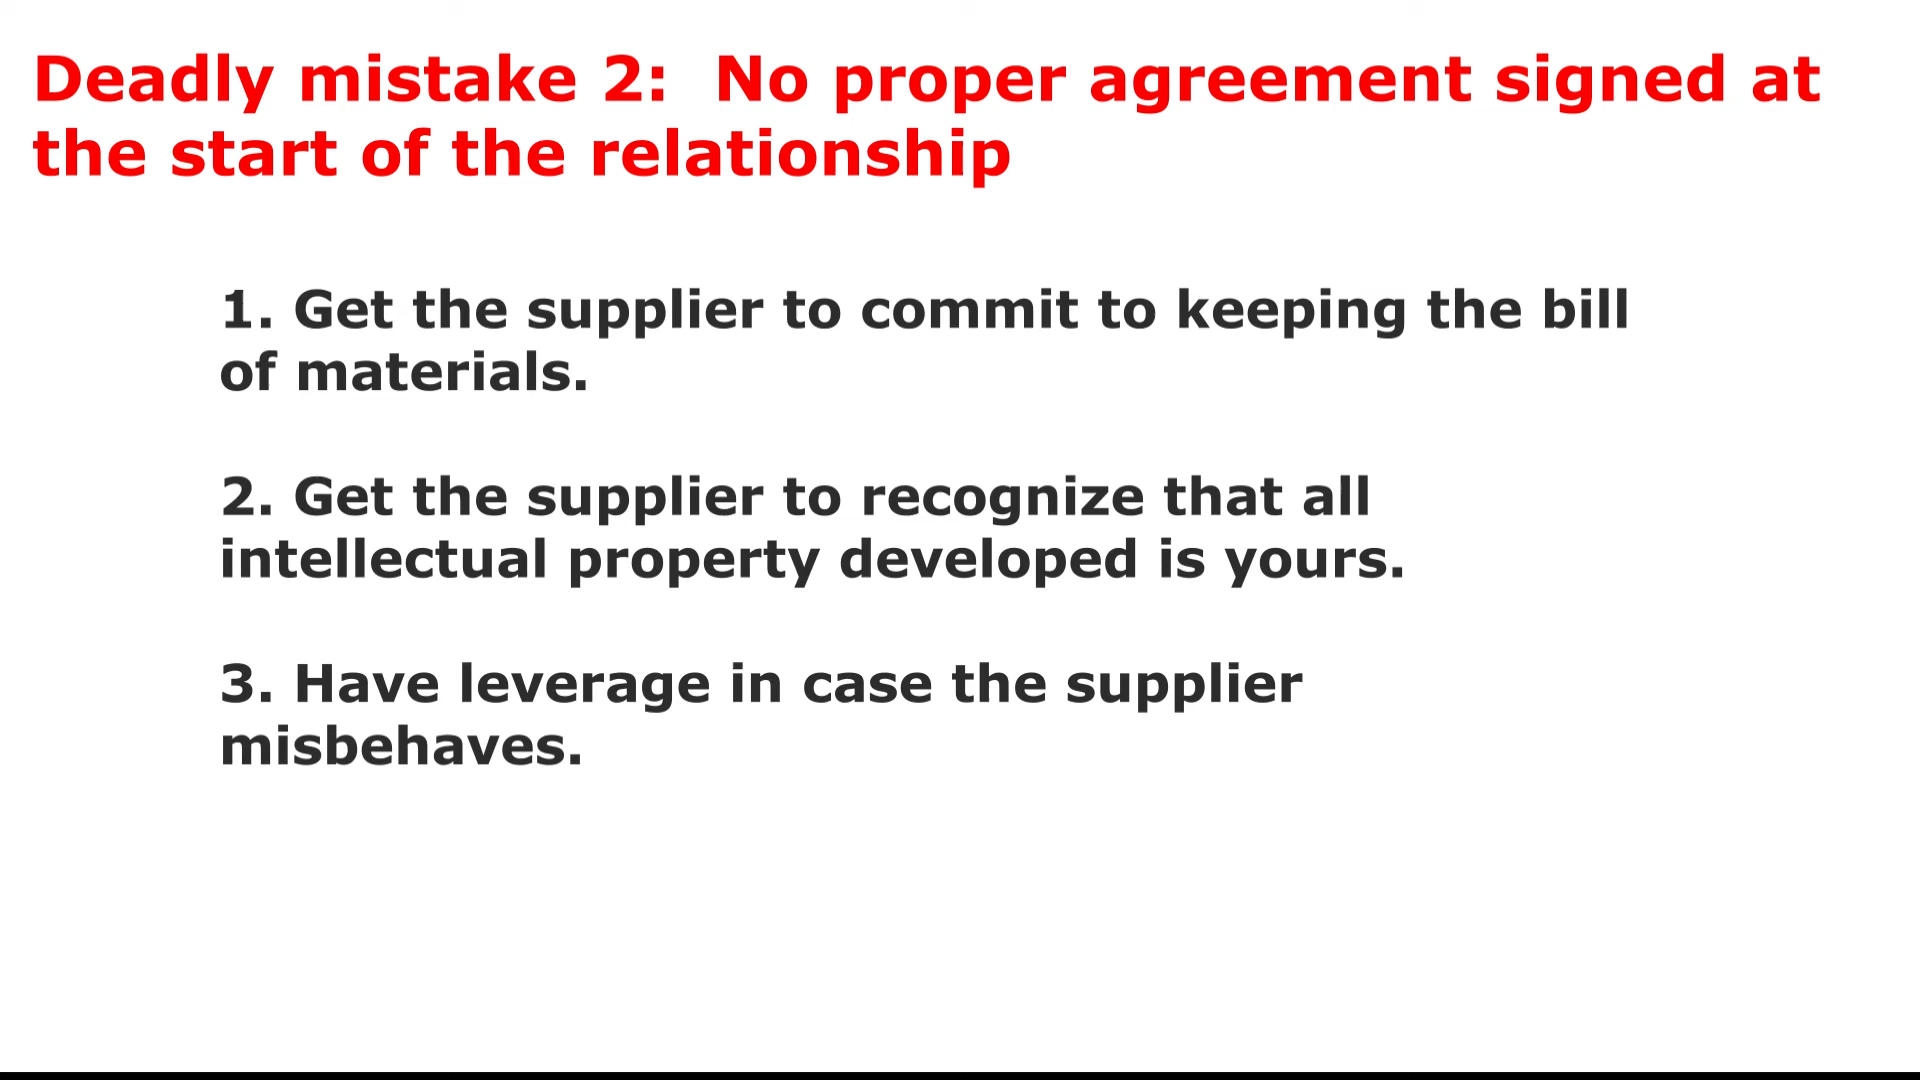 Deadly mistake 2:  No proper agreement signed at
the start of the relationship
1. Get the supplier to commit to keeping the bill
of materials.
2. Get the supplier to recognize that all
intellectual property developed is yours.
3. Have leverage in case the supplier
misbehaves.